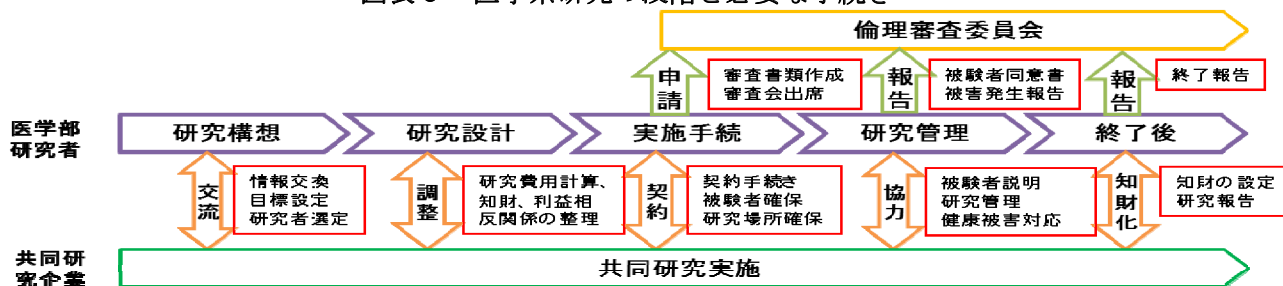 倫理審査委員会
申請
審査書類作成
審査会出席
報告
被験者同意書
被害発生報告
報告
終了報告
医学部
研究者
研究構想
研究設計
実施手続
研究管理
終了後
交流
情報交換
目標設定
研究者選定
調整
研究費用計算、
知財、利益相
反関係の整理
契約
契約手続き
被験者確保
研究場所確保
協力
被験者説明
研究管理
健康被害対応
知財化
知財の設定
研究報告
共同研
究企業
共同研究実施